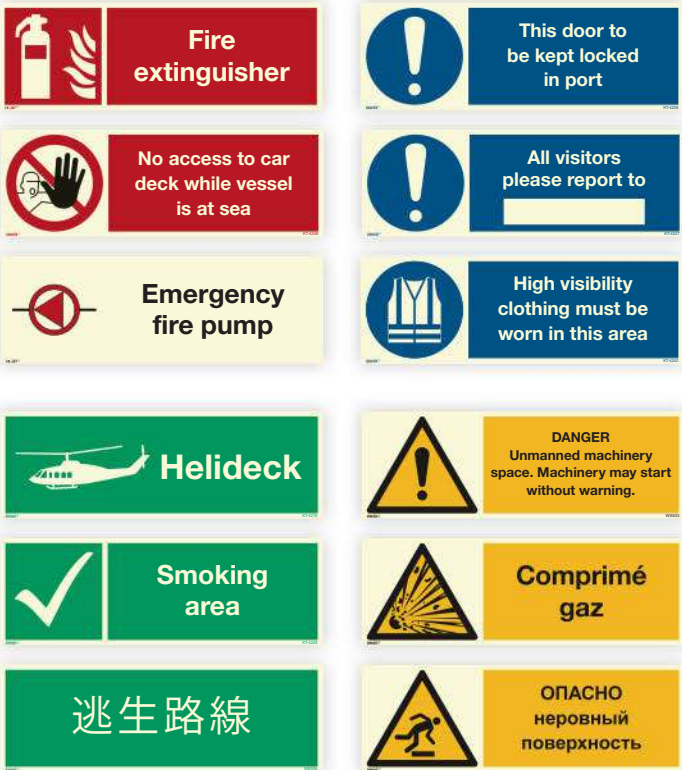 Fire
extinguisher
This door to
be kept locked
in port
No access to car
deck while vessel
is at sea
All visitors
please report to
Emergency
fire pump
High visibility
clothing must be
worn in this area
Helideck
DANGER
Unmanned machinery
space. Machinery may start
without warning.
Smoking
area
Comprimé
gaz
逃生路線
ОПАСНО
неровный
поверхность